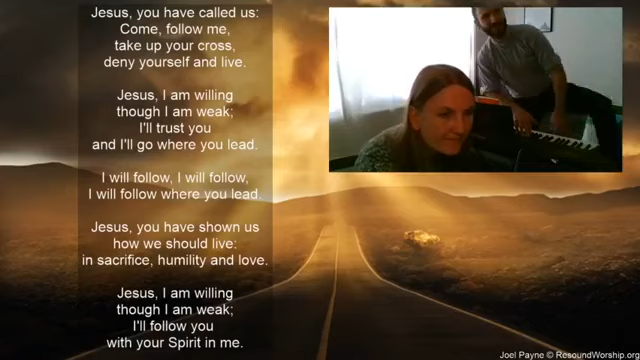 Jesus, you have called us:
Come, follow me,
take up your cross,
deny yourself and live.
Jesus, I am willing
though I am weak;
I'll trust you
and I'll go where you lead.
I will follow, I will follow,
I will follow where you lead.
Jesus, you have shown us
how we should live:
in sacrifice, humility and love.
Jesus, I am willing
though I am weak;
I'll follow you
with your Spirit in me.
Joel Payne © ResoundWorship.org